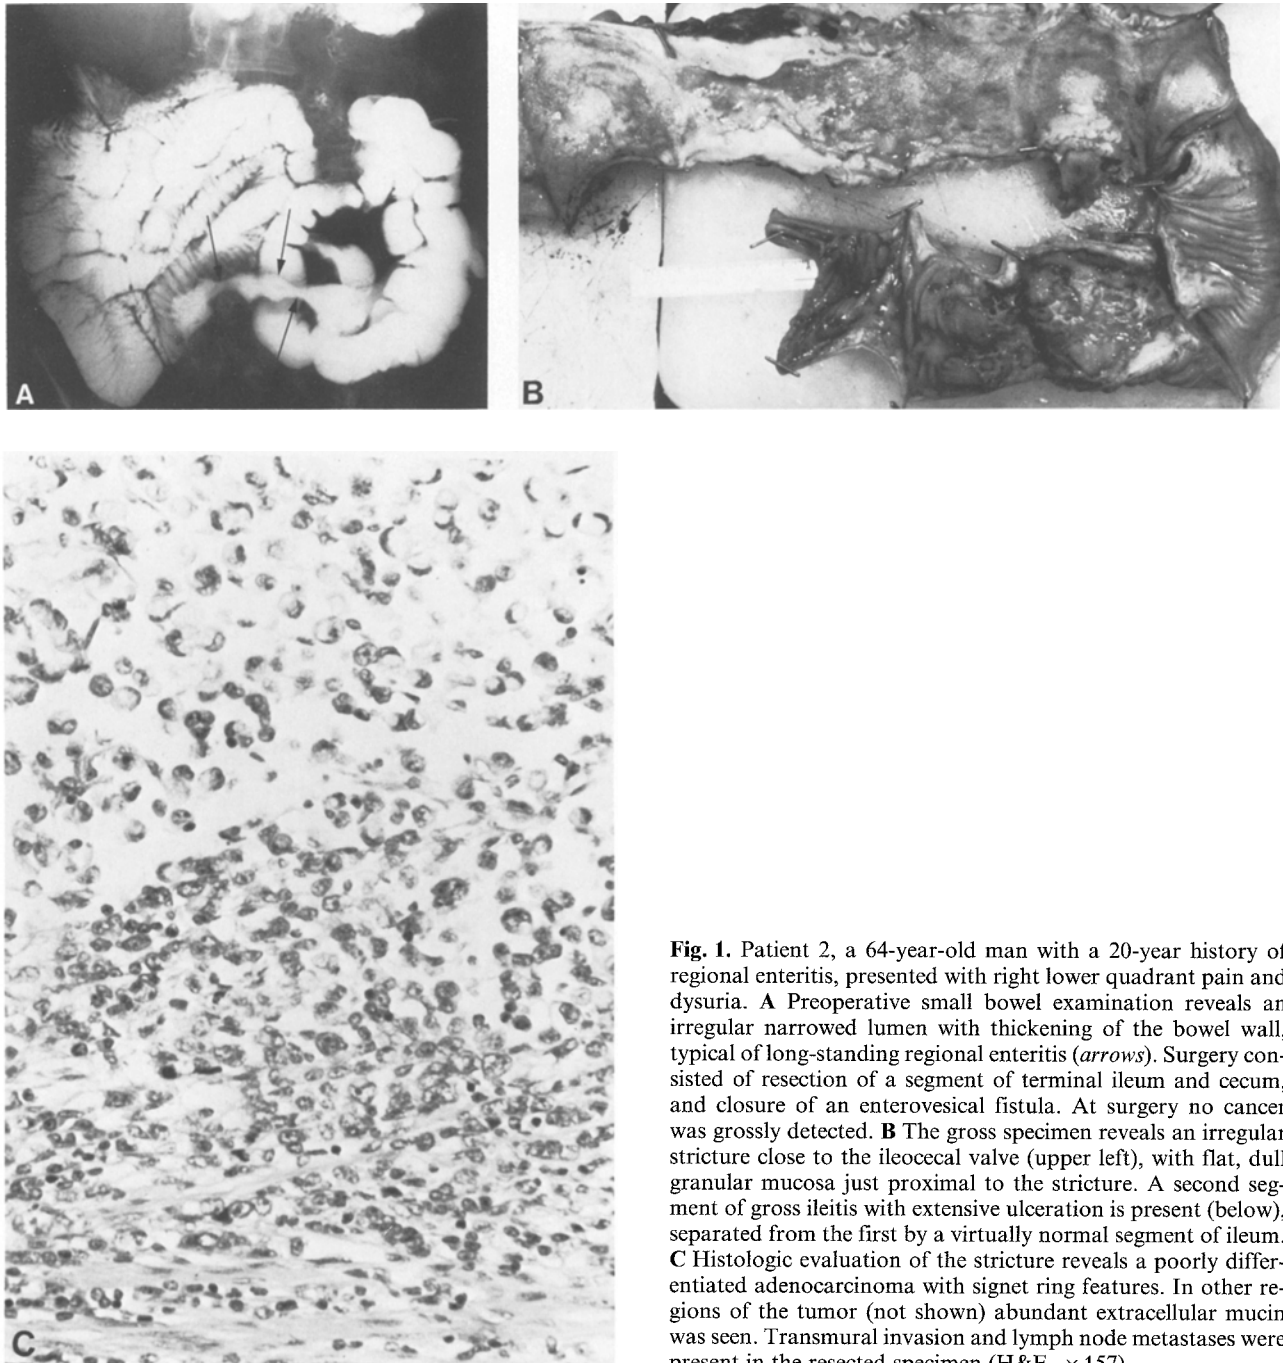 A
B
C
Fig. 1. Patient 2, a 64-year-old man with a 20-year history of
regional enteritis, presented with right lower quadrant pain and
dysuria. A Preoperative small bowel examination reveals an
irregular narrowed lumen with thickening of the bowel wall,
typical of long-standing regional enteritis (arrows). Surgery con-
sisted of resection of a segment of terminal ileum and cecum,
and closure of an enterovesical fistula. At surgery no cancer
was grossly detected. B The gross specimen reveals an irregular
stricture close to the ileocecal valve (upper left), with flat, dull
granular mucosa just proximal to the stricture. A second seg-
ment of gross ileitis with extensive ulceration is present (below),
separated from the first by a virtually normal segment of ileum.
C Histologic evaluation of the stricture reveals a poorly differ-
entiated adenocarcinoma with signet ring features. In other re-
gions of the tumor (not shown) abundant extracellular mucin
was seen. Transmural invasion and lymph node metastases were
present in the resected specimen (H&E, ×157)